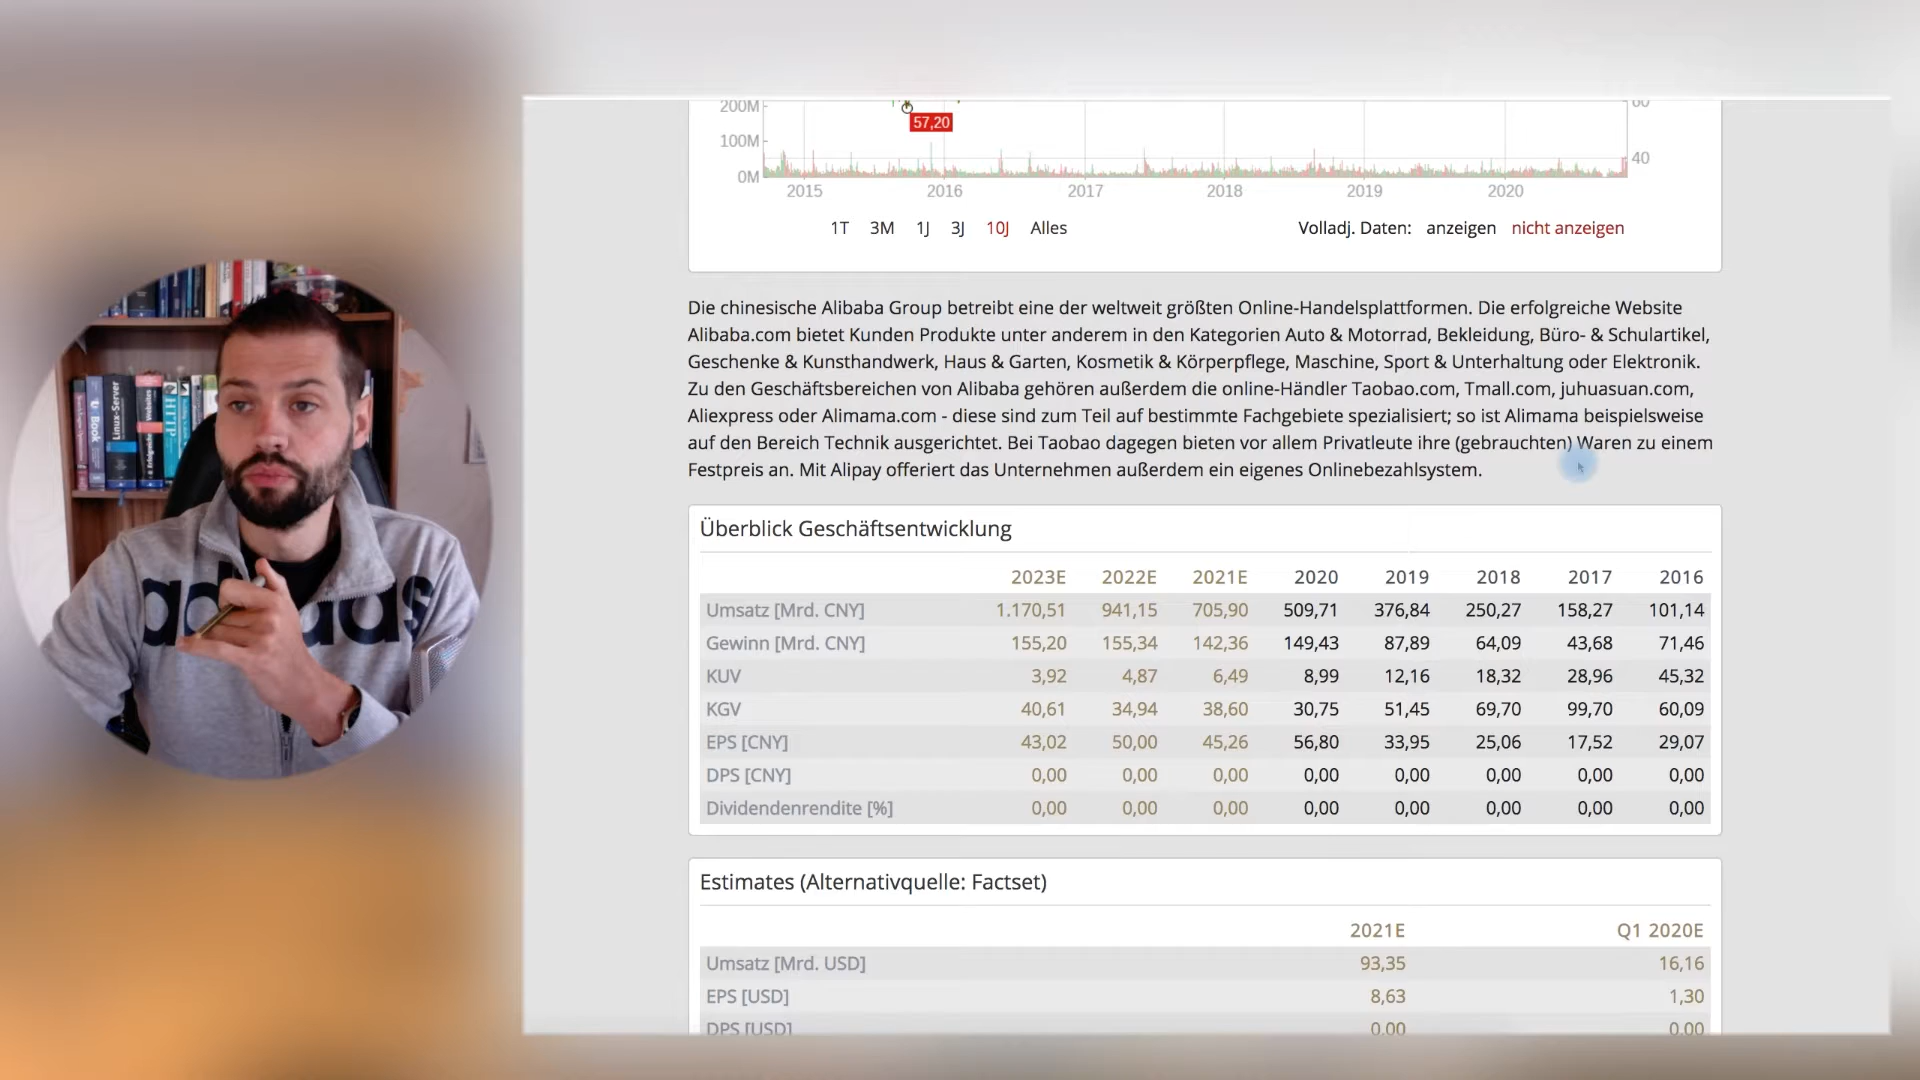 200M
60
57,20
100M
40
0M
2015 2016 2017 2018 2019 2020
1T 3M 1J 3J 10J Alles Volladj. Daten: anzeigen nicht anzeigen
Die chinesische Alibaba Group betreibt eine der weltweit größten Online-Handelsplattformen. Die erfolgreiche Website
Alibaba.com bietet Kunden Produkte unter anderem in den Kategorien Auto & Motorrad, Bekleidung, Büro- & Schulartikel,
Geschenke & Kunsthandwerk, Haus & Garten, Kosmetik & Körperpflege, Maschine, Sport & Unterhaltung oder Elektronik.
Zu den Geschäftsbereichen von Alibaba gehören außerdem die online-Händler Taobao.com, Tmall.com, juhuasuan.com,
Aliexpress oder Alimama.com - diese sind zum Teil auf bestimmte Fachgebiete spezialisiert; so ist Alimama beispielsweise
auf den Bereich Technik ausgerichtet. Bei Taobao dagegen bieten vor allem Privatleute ihre (gebrauchten) Waren zu einem
Festpreis an. Mit Alipay offeriert das Unternehmen außerdem ein eigenes Onlinebezahlsystem.
Überblick Geschäftsentwicklung
2023E 2022E 2021E 2020 2019 2018 2017 2016
Umsatz [Mrd. CNY] 1.170,51 941,15 705,90 509,71 376,84 250,27 158,27 101,14
Gewinn [Mrd. CNY] 155,20 155,34 142,36 149,43 87,89 64,09 43,68 71,46
KUV 3,92 4,87 6,49 8,99 12,16 18,32 28,96 45,32
KGV 40,61 34,94 38,60 30,75 51,45 69,70 99,70 60,09
EPS [CNY] 43,02 50,00 45,26 56,80 33,95 25,06 17,52 29,07
DPS [CNY] 0,00 0,00 0,00 0,00 0,00 0,00 0,00 0,00
Dividendenrendite [%] 0,00 0,00 0,00 0,00 0,00 0,00 0,00 0,00
Estimates (Alternativquelle: Factset)
2021E Q1 2020E
Umsatz [Mrd. USD] 93,35 16,16
EPS [USD] 8,63 1,30
DPS [USD] 0,00 0,00
Linux-Server
HTTP
Book